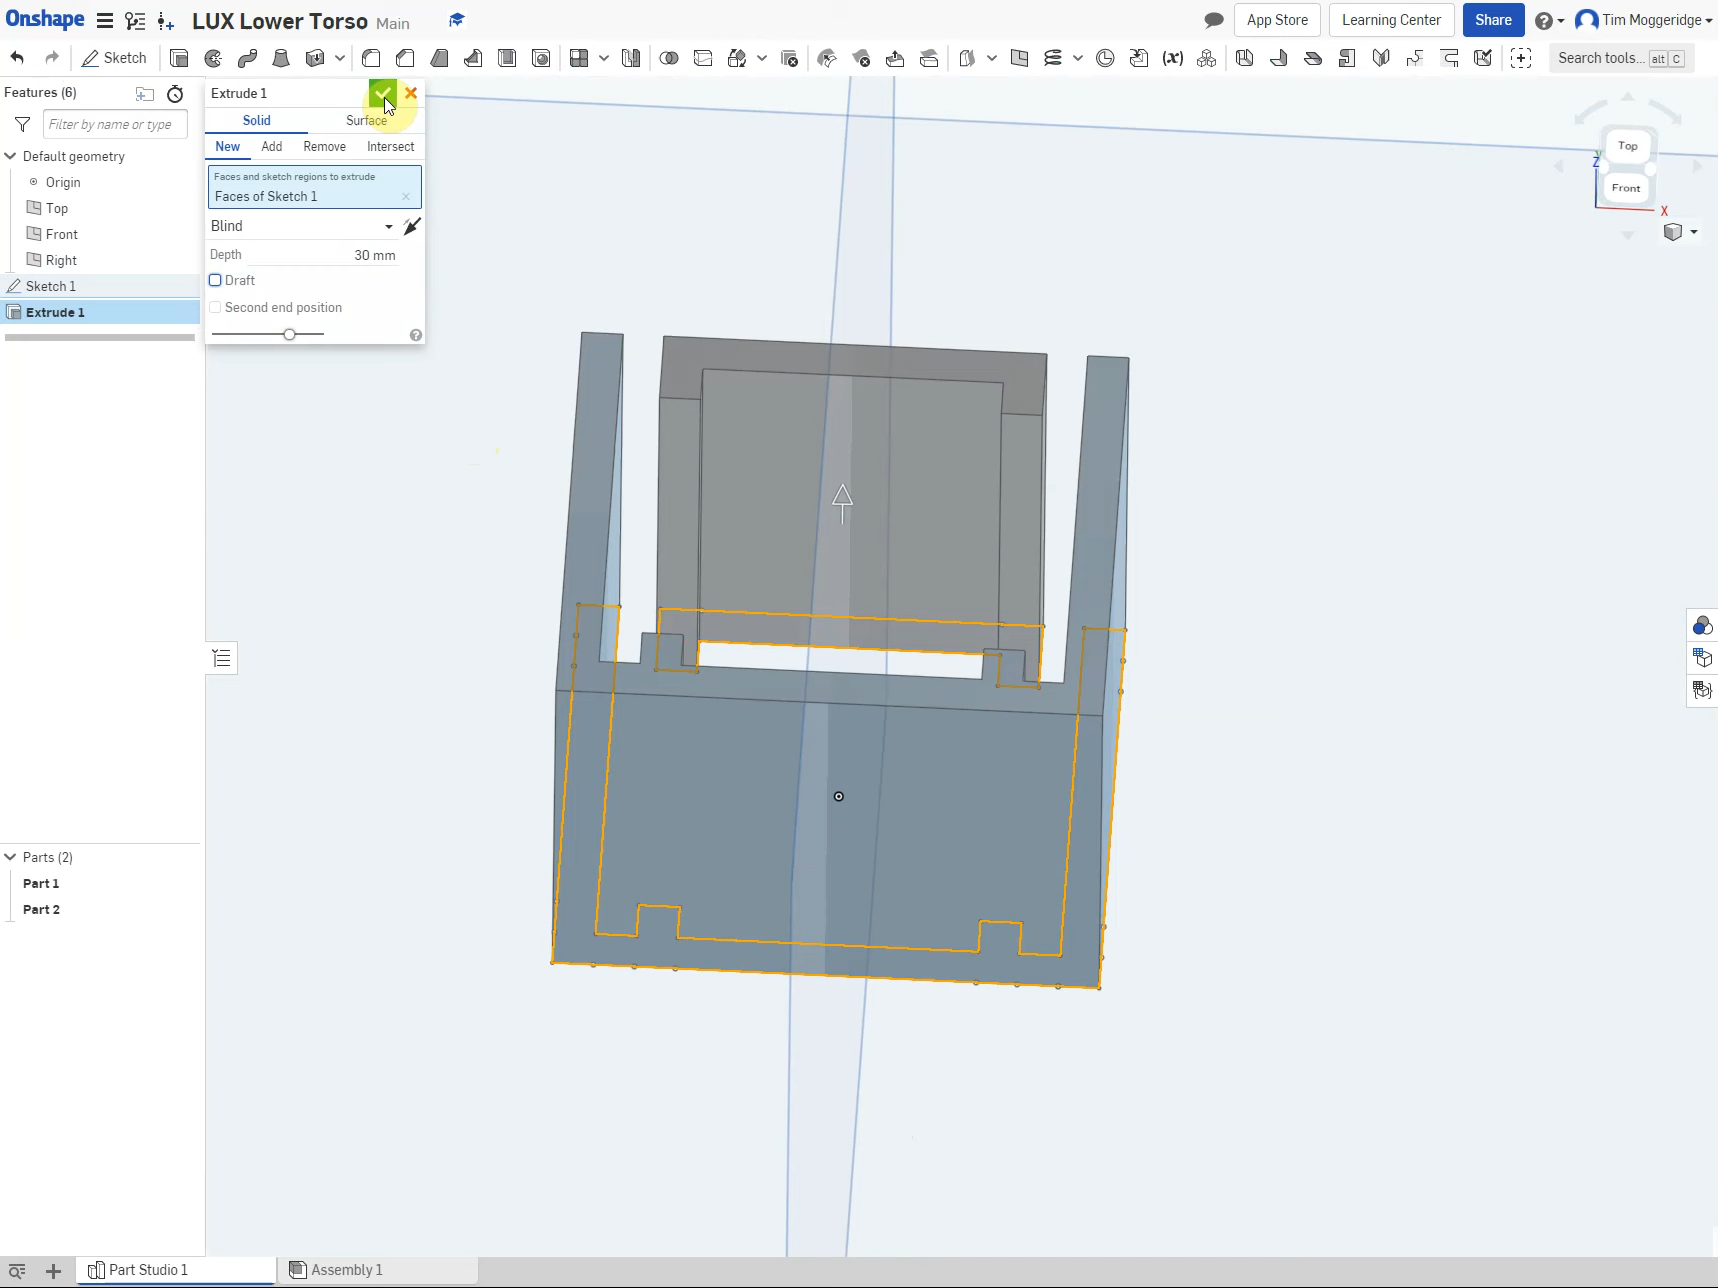 Onshape LUX Lower Torso Main App Store Learning Center Share Tim Moggeridge
Sketch Search tools... alt C
Features (6)
Filter by name or type
Default geometry
Origin
Top
Front
Right
Sketch 1
Extrude 1
Extrude 1
Solid Surface
New Add Remove Intersect
Faces and sketch regions to extrude
Faces of Sketch 1
Blind
Depth 30 mm
Draft
Second end position
Top
Front
Z
X
Parts (2)
Part 1
Part 2
Part Studio 1 Assembly 1